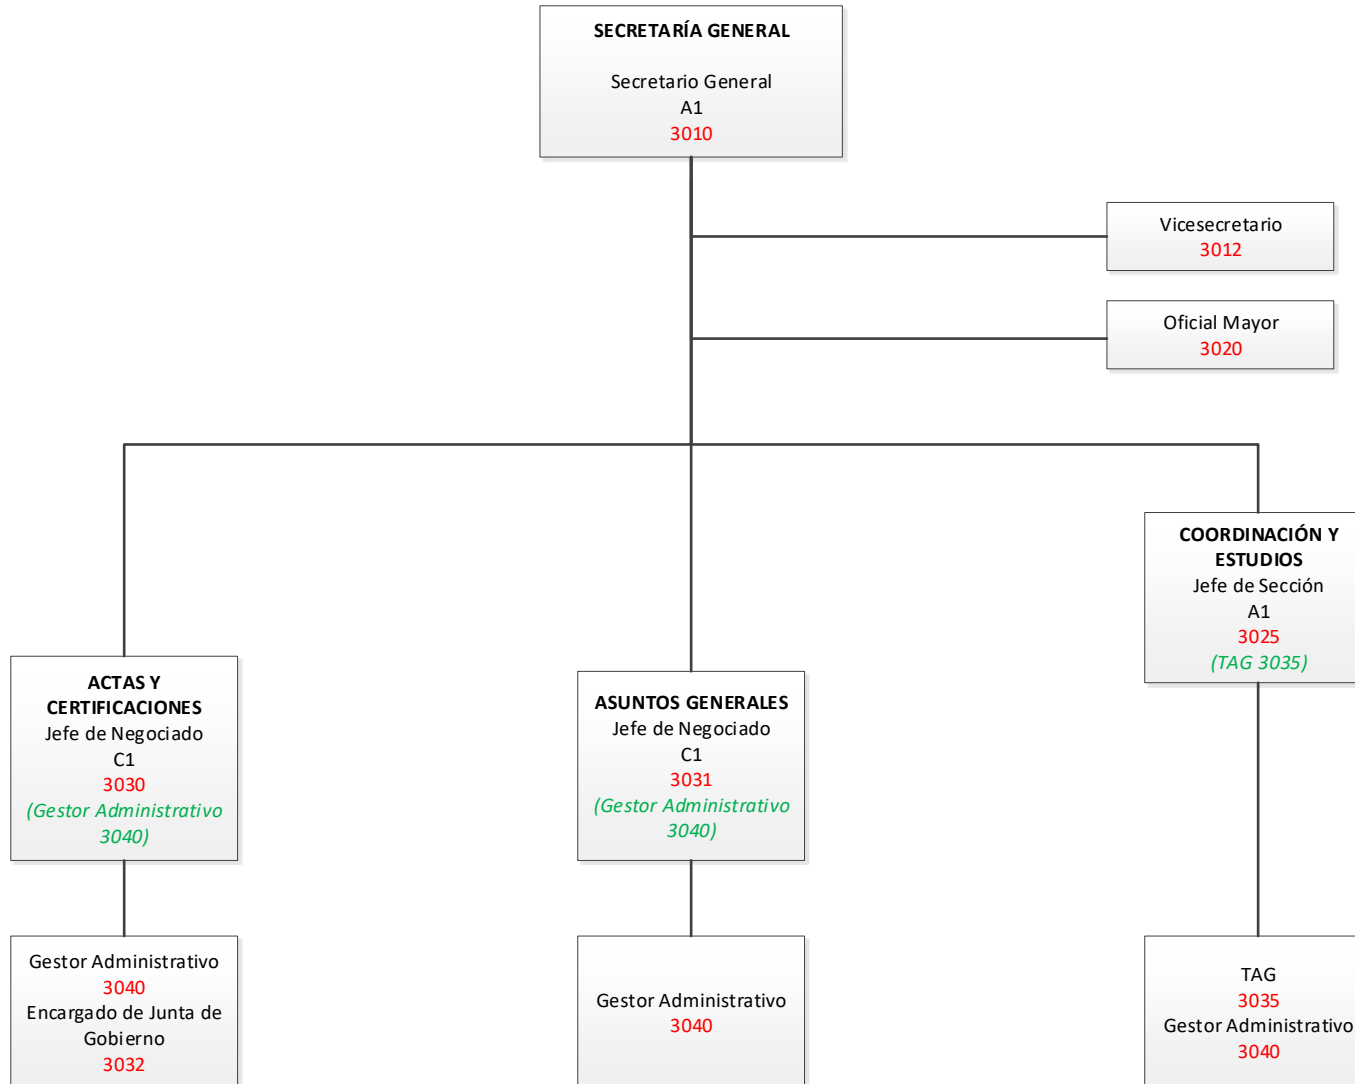 SECRETARÍA GENERAL
Secretario General
A1
3010
Vicesecretario
3012
Oficial Mayor
3020
COORDINACIÓN Y
ESTUDIOS
Jefe de Sección
A1
3025
(TAG 3035)
ACTAS Y
CERTIFICACIONES
Jefe de Negociado
C1
3030
(Gestor Administrativo
3040)
ASUNTOS GENERALES
Jefe de Negociado
C1
3031
(Gestor Administrativo
3040)
Gestor Administrativo
3040
Encargado de Junta de
Gobierno
3032
Gestor Administrativo
3040
TAG
3035
Gestor Administrativo
3040